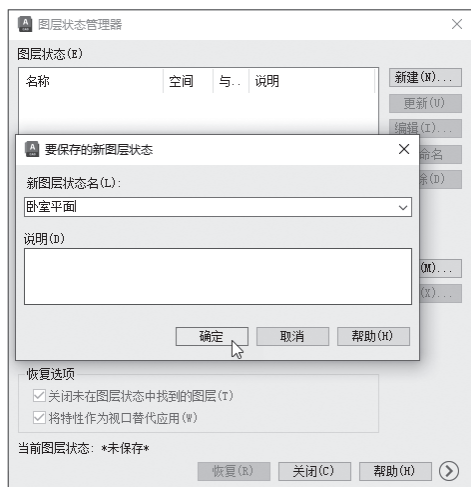 图层状态管理器
图层状态(E)
名称 空间 与.. 说明
新建(N)...
更新(U)
编辑(I)...
要保存的新图层状态
命名
新图层状态名(L):
除(D)
卧室平面
说明(D)
(M)...
(X)...
确定 取消 帮助(H)
恢复选项
关闭未在图层状态中找到的图层(T)
将特性作为视口替代应用(W)
当前图层状态: *未保存*
恢复(R) 关闭(C) 帮助(H)